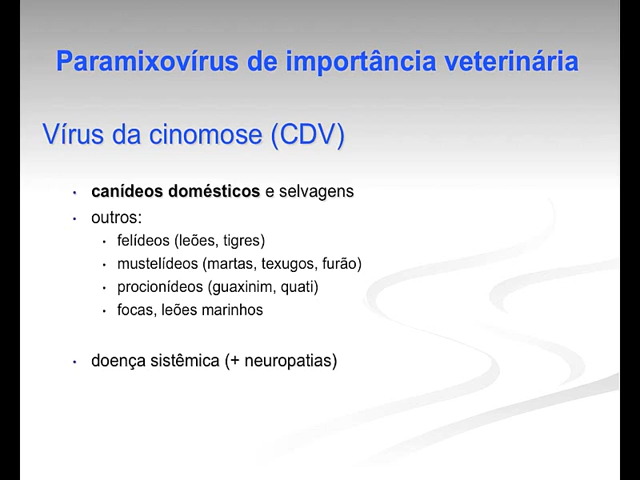 Paramixovírus de importância veterinária
Vírus da cinomose (CDV)
• canídeos domésticos e selvagens
• outros:
• felídeos (leões, tigres)
• mustelídeos (martas, texugos, furão)
• procionídeos (guaxinim, quati)
• focas, leões marinhos
• doença sistêmica (+ neuropatias)